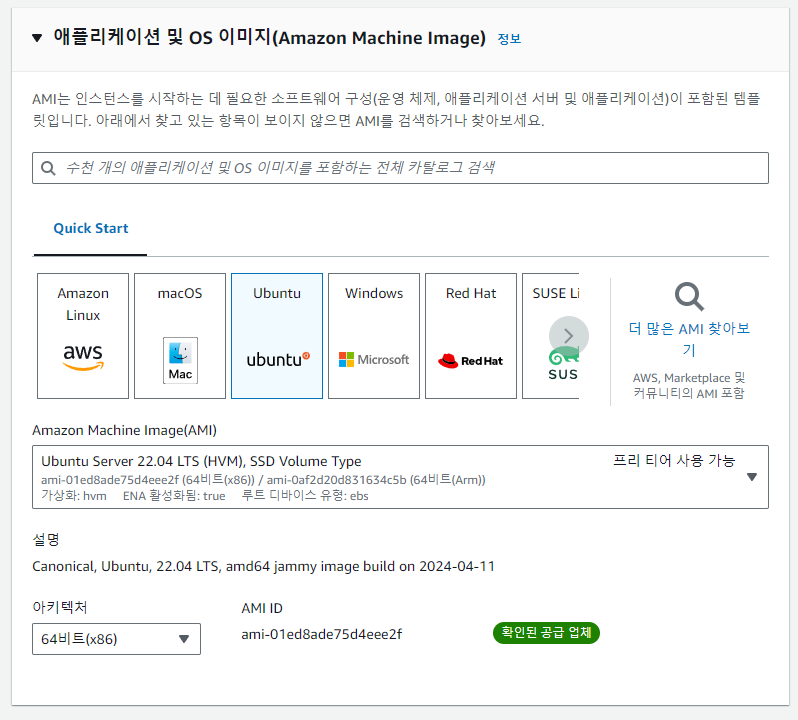 애플리케이션 및 OS 이미지(Amazon Machine Image) 정보
AMI는 인스턴스를 시작하는 데 필요한 소프트웨어 구성(운영 체제, 애플리케이션 서버 및 애플리케이션)이 포함된 템플
릿입니다. 아래에서 찾고 있는 항목이 보이지 않으면 AMI를 검색하거나 찾아보세요.
수천 개의 애플리케이션 및 OS 이미지를 포함하는 전체 카탈로그 검색
Quick Start
Amazon
Linux
aws
macOS
Mac
Ubuntu
ubuntu
Windows
Microsoft
Red Hat
Red Hat
SUSE Li
SUS
더 많은 AMI 찾아보
기
AWS, Marketplace 및
커뮤니티의 AMI 포함
Amazon Machine Image(AMI)
Ubuntu Server 22.04 LTS (HVM), SSD Volume Type 프리 티어 사용 가능
ami-01ed8ade75d4eee2f (64비트(x86)) / ami-0af2d20d831634c5b (64비트(Arm))
가상화: hvm ENA 활성화됨: true 루트 디바이스 유형: ebs
설명
Canonical, Ubuntu, 22.04 LTS, amd64 jammy image build on 2024-04-11
아키텍처 AMI ID
64비트(x86) ami-01ed8ade75d4eee2f 확인된 공급 업체